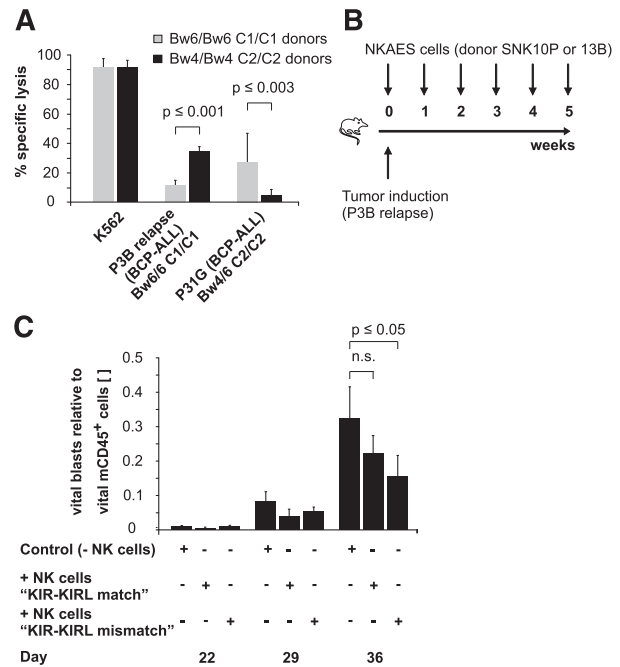 A
Bw6/Bw6 C1/C1 donors
Bw4/Bw4 C2/C2 donors
% specific lysis
100
80
60
40
20
0
p ≤ 0.001
p ≤ 0.003
K562
P3B relapse
(BCP-ALL)
Bw6/6 C1/C1
P31G (BCP-ALL)
Bw4/6 C2/C2
B
NKAES cells (donor SNK10P or 13B)
0 1 2 3 4 5
weeks
Tumor induction
(P3B relapse)
C
vital blasts relative to
vital mCD45+ cells [ ]
0.5
0.4
0.3
0.2
0.1
0
p ≤ 0.05
n.s.
Control (- NK cells) + - - + - - + - -
+ NK cells
“KIR-KIRL match” - + - - + - - + -
+ NK cells
“KIR-KIRL mismatch” - - + - - + - - +
Day 22 29 36